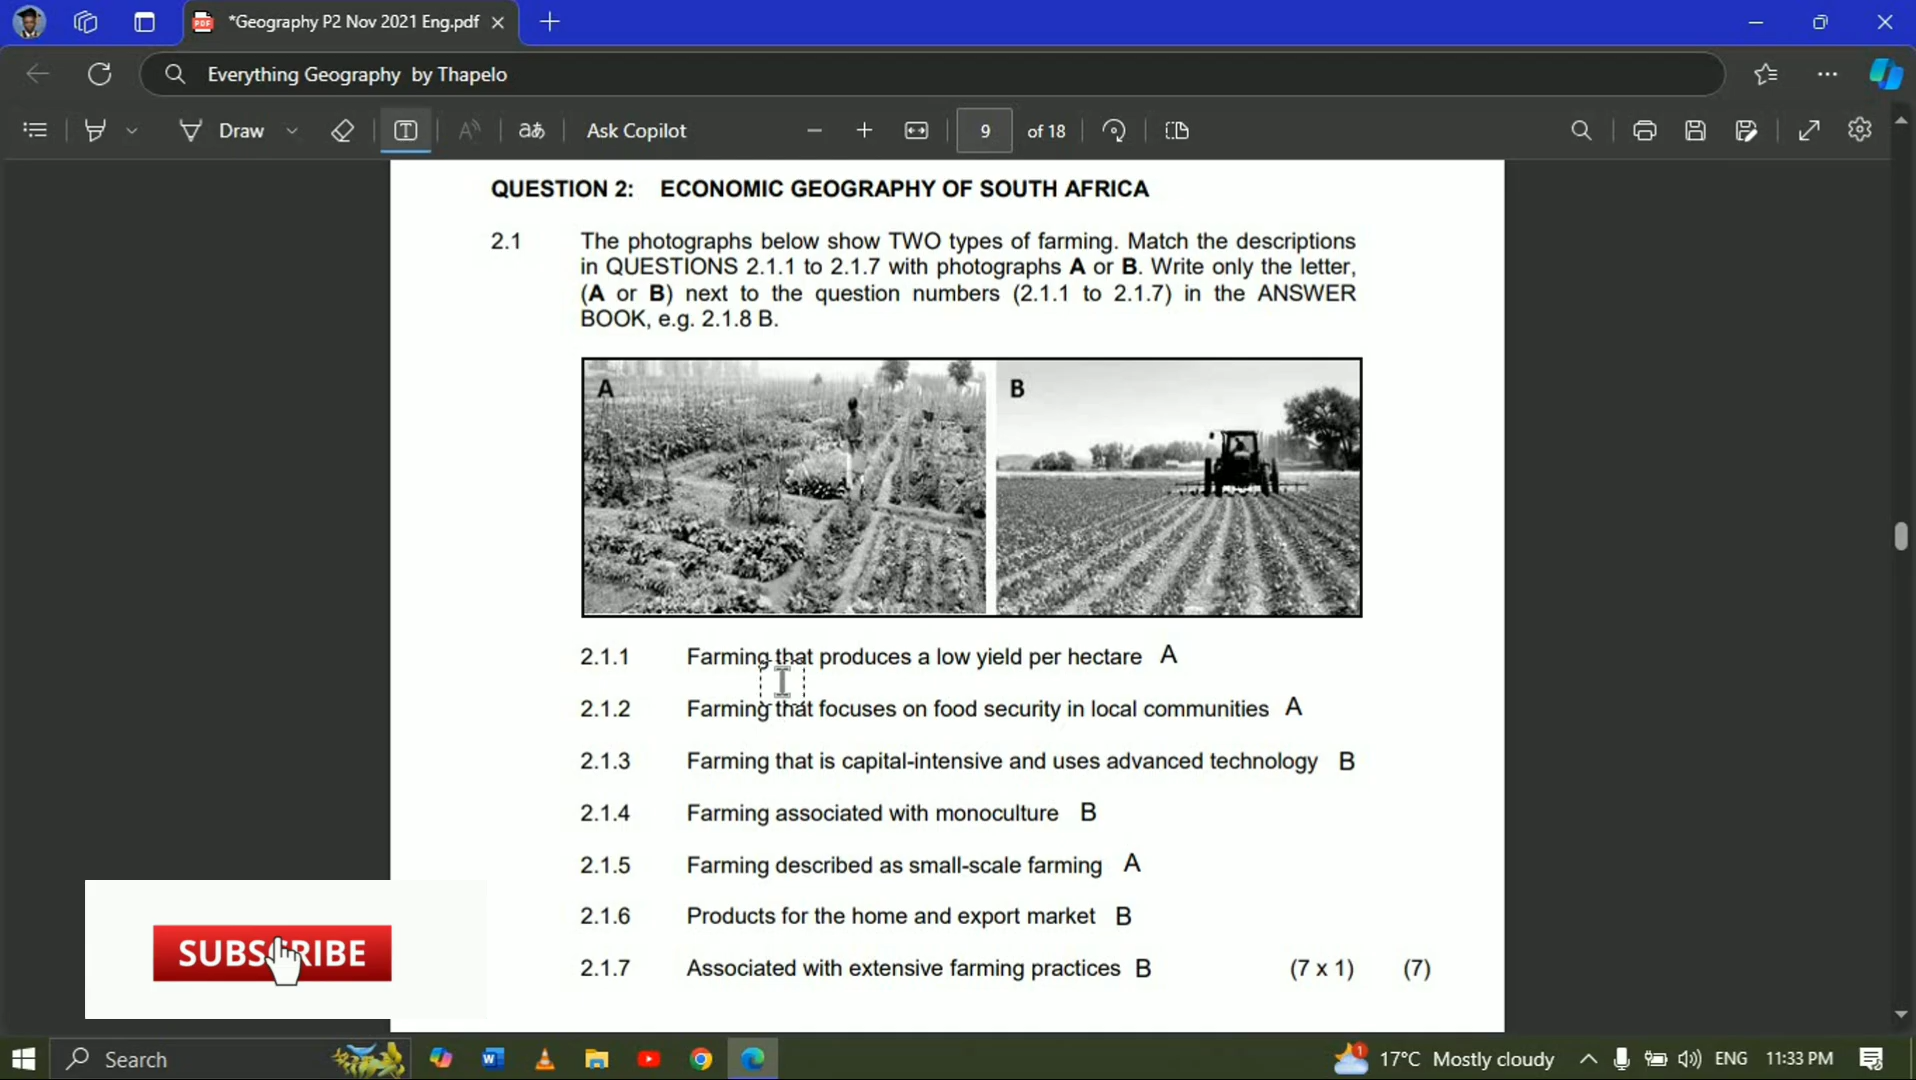 *Geography P2 Nov 2021 Eng.pdf
Everything Geography by Thapelo
Draw
aあ
Ask Copilot
9 of 18
QUESTION 2: ECONOMIC GEOGRAPHY OF SOUTH AFRICA
2.1 The photographs below show TWO types of farming. Match the descriptions
in QUESTIONS 2.1.1 to 2.1.7 with photographs A or B. Write only the letter,
(A or B) next to the question numbers (2.1.1 to 2.1.7) in the ANSWER
BOOK, e.g. 2.1.8 B.
A
B
2.1.1 Farming that produces a low yield per hectare A
2.1.2 Farming that focuses on food security in local communities A
2.1.3 Farming that is capital-intensive and uses advanced technology B
2.1.4 Farming associated with monoculture B
2.1.5 Farming described as small-scale farming A
2.1.6 Products for the home and export market B
2.1.7 Associated with extensive farming practices B (7 x 1) (7)
SUBSCRIBE
Search
1
17°C Mostly cloudy
ENG
11:33 PM